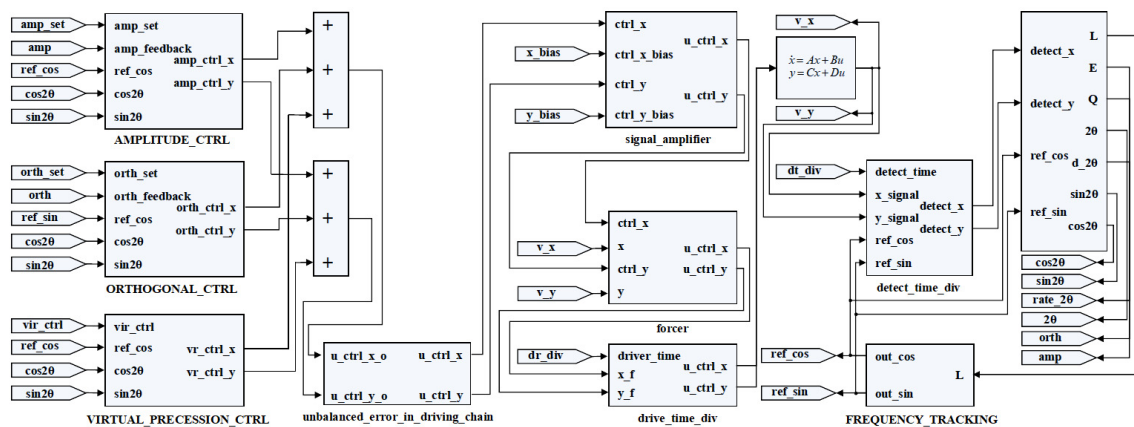 amp_set
amp
ref_cos
cos2θ
sin2θ
amp_set
amp_feedback
ref_cos
cos2θ
sin2θ
amp_ctrl_x
amp_ctrl_y
AMPLITUDE_CTRL
orth_set
orth
ref_sin
cos2θ
sin2θ
orth_set
orth_feedback
ref_cos
cos2θ
sin2θ
orth_ctrl_x
orth_ctrl_y
ORTHOGONAL_CTRL
vir_ctrl
ref_cos
cos2θ
sin2θ
vir_ctrl
ref_cos
cos2θ
sin2θ
vr_ctrl_x
vr_ctrl_y
VIRTUAL_PRECESSION_CTRL
+
+
+
+
+
+
u_ctrl_x_o
u_ctrl_y_o
u_ctrl_x
u_ctrl_y
unbalanced_error_in_driving_chain
x_bias
y_bias
ctrl_x
ctrl_x_bias
ctrl_y
ctrl_y_bias
u_ctrl_x
u_ctrl_y
signal_amplifier
v_x
v_y
ctrl_x
x
ctrl_y
y
u_ctrl_x
u_ctrl_y
forcer
dr_div
driver_time
x_f
y_f
u_ctrl_x
u_ctrl_y
drive_time_div
v_x
ẋ = Ax + Bu
y = Cx + Du
v_y
dt_div
detect_time
x_signal
y_signal
ref_cos
ref_sin
detect_x
detect_y
detect_time_div
ref_cos
ref_sin
out_cos
out_sin
L
FREQUENCY_TRACKING
detect_x
detect_y
ref_cos
ref_sin
L
E
Q
2θ
d_2θ
sin2θ
cos2θ
cos2θ
sin2θ
rate_2θ
2θ
orth
amp